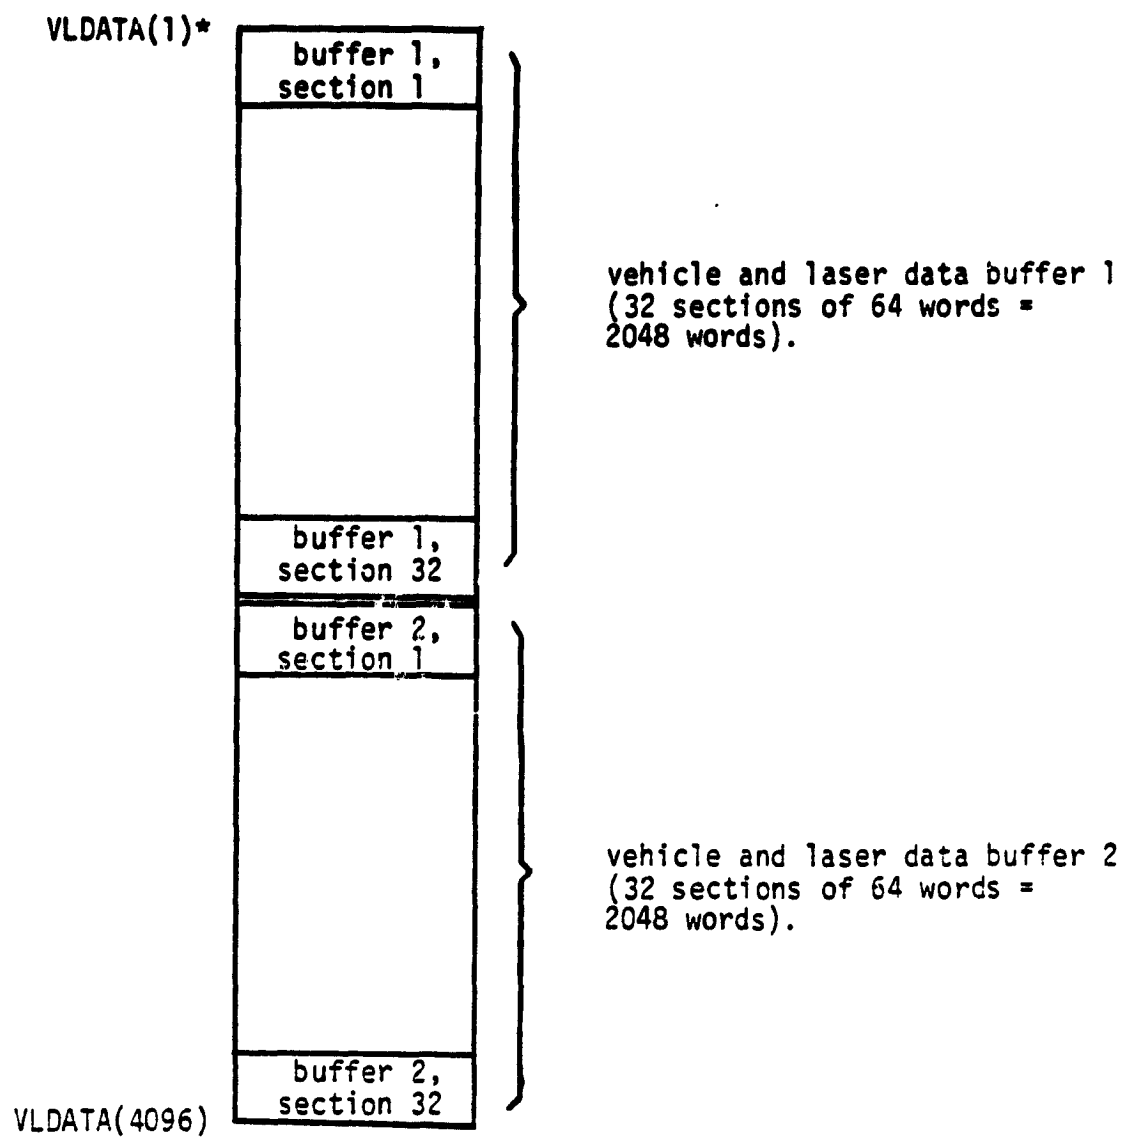 VLDATA(1)*
buffer 1,
section 1
vehicle and laser data buffer 1
(32 sections of 64 words =
2048 words).
buffer 1,
section 32
buffer 2,
section 1
vehicle and laser data buffer 2
(32 sections of 64 words =
2048 words).
buffer 2,
section 32
VLDATA(4096)